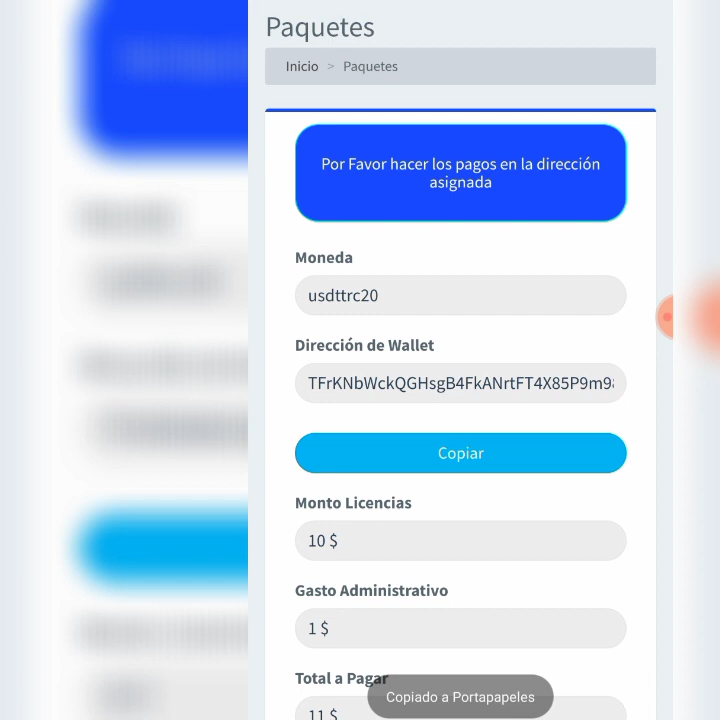 Paquetes
Inicio > Paquetes
Por Favor hacer los pagos en la dirección
asignada
Moneda
usdttrc20
Dirección de Wallet
TFrKNbWckQGHsgB4FkANrtFT4X85P9m9
Copiar
Monto Licencias
10 $
Gasto Administrativo
1 $
Total a Pagar
Copiado a Portapapeles
11 $